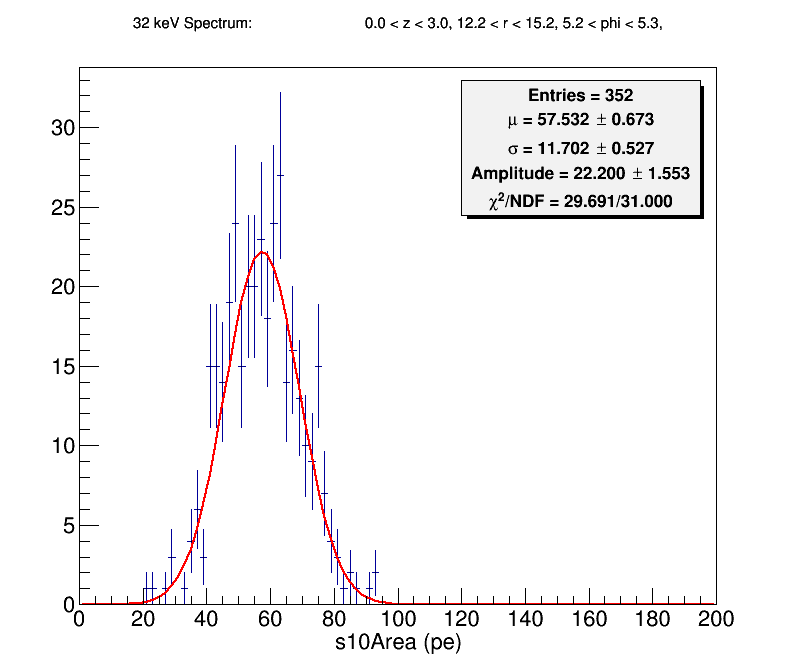 32 keV Spectrum: 0.0 < z < 3.0, 12.2 < r < 15.2, 5.2 < phi < 5.3,
Entries = 352
μ = 57.532 ± 0.673
σ = 11.702 ± 0.527
Amplitude = 22.200 ± 1.553
χ²/NDF = 29.691/31.000
30
25
20
15
10
5
0
0 20 40 60 80 100 120 140 160 180 200
s10Area (pe)